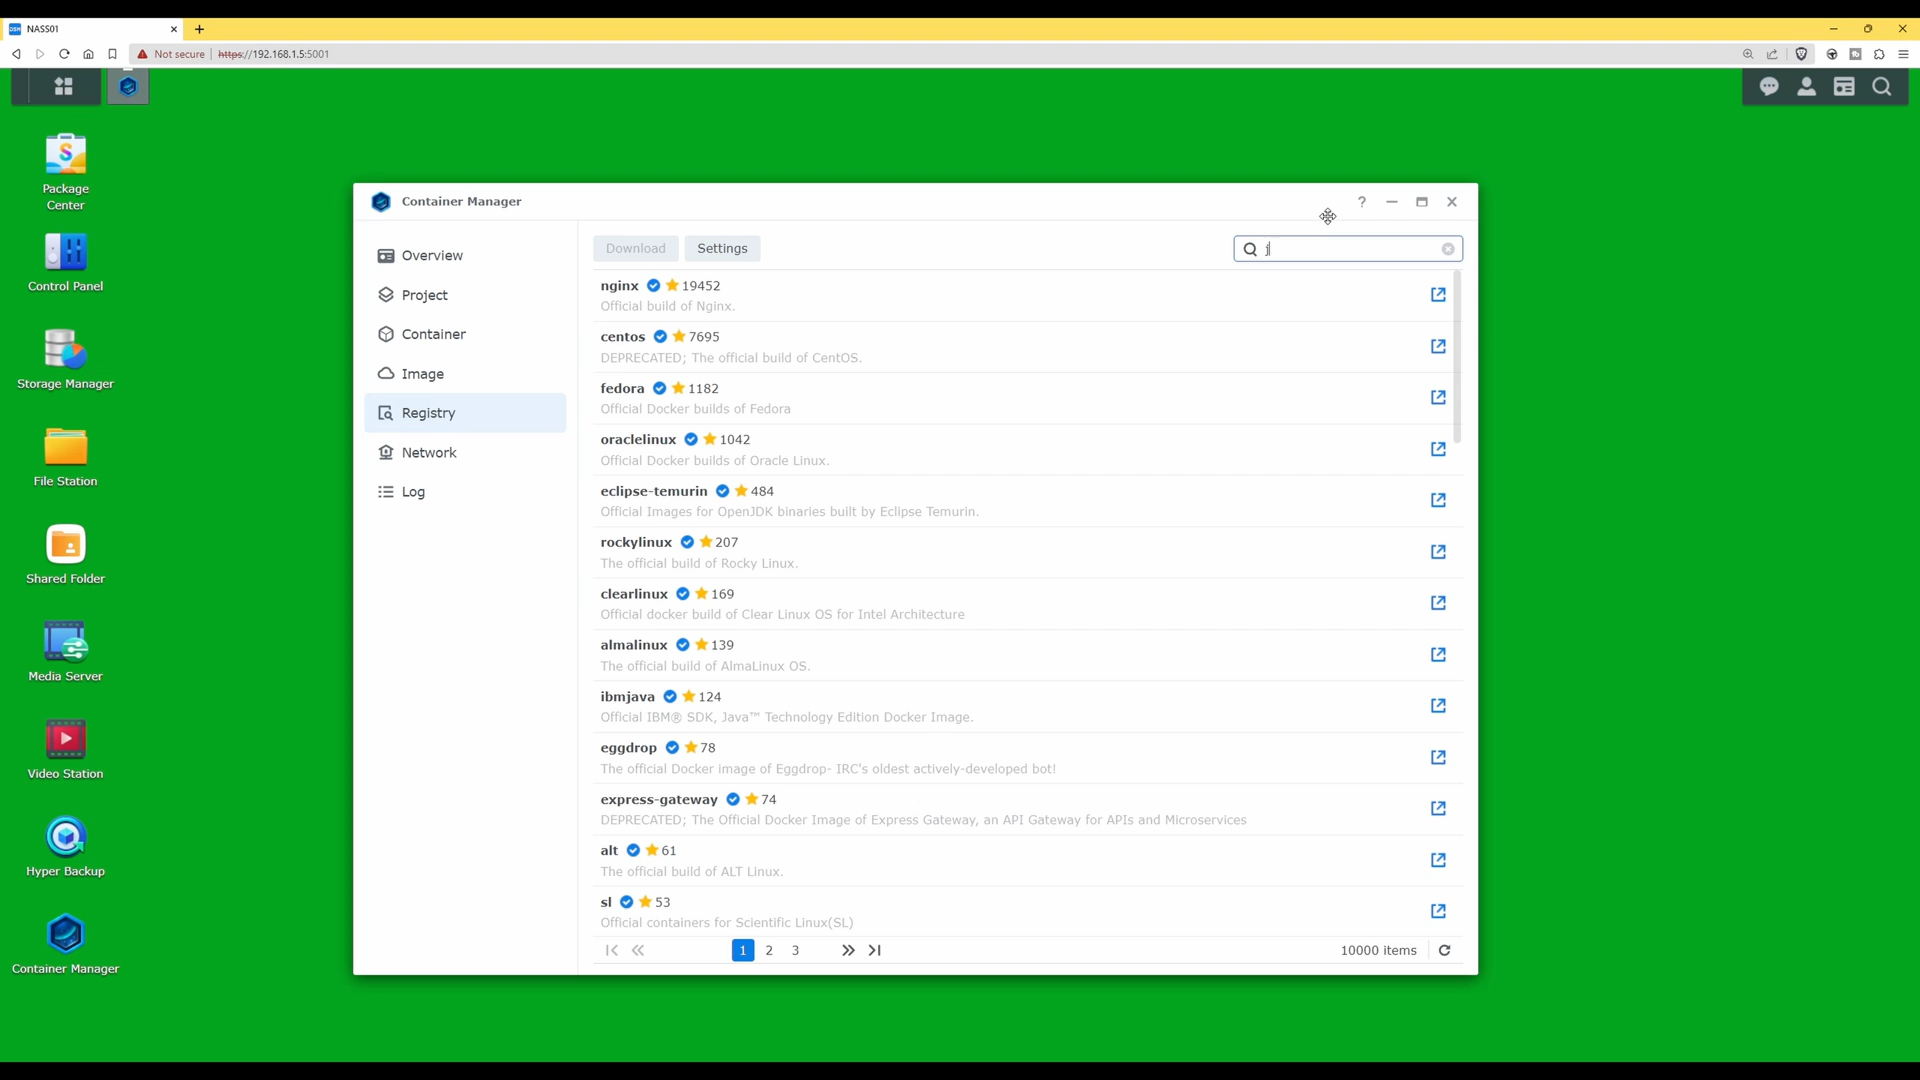 NASS01
Not secure
https://192.168.1.5:5001
Package
Center
Control Panel
Storage Manager
File Station
Shared Folder
Media Server
Video Station
Hyper Backup
Container Manager
Container Manager
?
Overview
Project
Container
Image
Registry
Network
Log
Download
Settings
j
nginx 19452
Official build of Nginx.
centos 7695
DEPRECATED; The official build of CentOS.
fedora 1182
Official Docker builds of Fedora
oraclelinux 1042
Official Docker builds of Oracle Linux.
eclipse-temurin 484
Official Images for OpenJDK binaries built by Eclipse Temurin.
rockylinux 207
The official build of Rocky Linux.
clearlinux 169
Official docker build of Clear Linux OS for Intel Architecture
almalinux 139
The official build of AlmaLinux OS.
ibmjava 124
Official IBM® SDK, Java™ Technology Edition Docker Image.
eggdrop 78
The official Docker image of Eggdrop- IRC's oldest actively-developed bot!
express-gateway 74
DEPRECATED; The Official Docker Image of Express Gateway, an API Gateway for APIs and Microservices
alt 61
The official build of ALT Linux.
sl 53
Official containers for Scientific Linux(SL)
1 2 3
10000 items